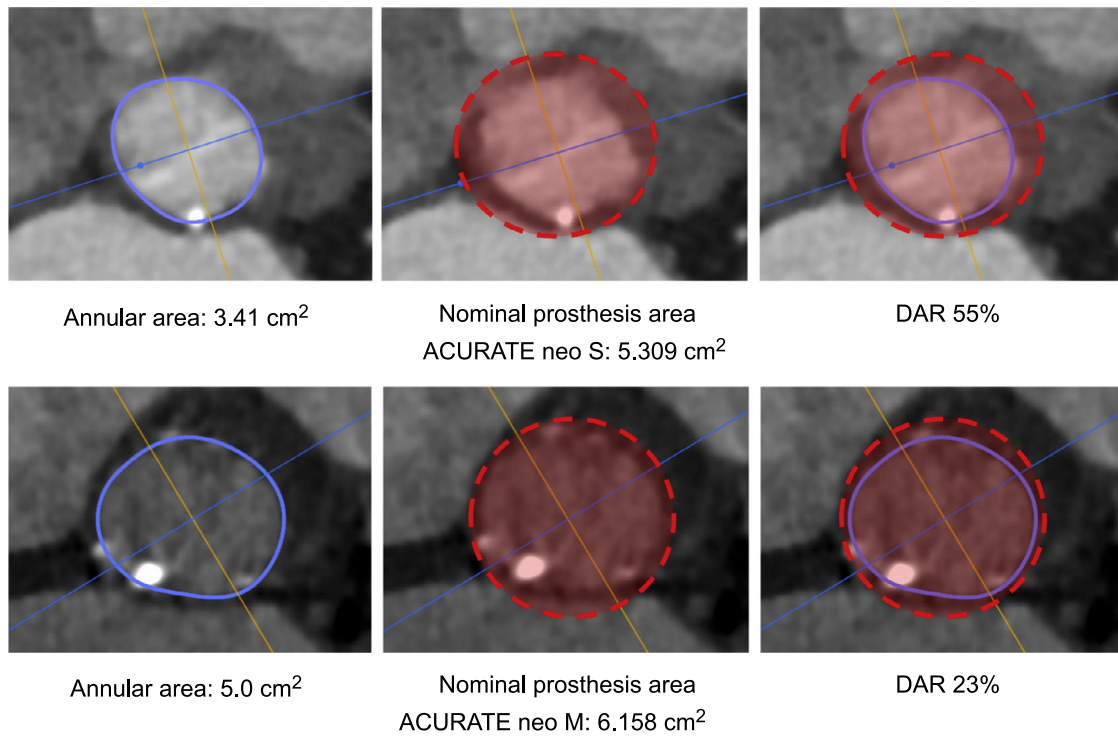 Annular area: 3.41 cm²
Nominal prosthesis area
ACURATE neo S: 5.309 cm²
DAR 55%
Annular area: 5.0 cm²
Nominal prosthesis area
ACURATE neo M: 6.158 cm²
DAR 23%